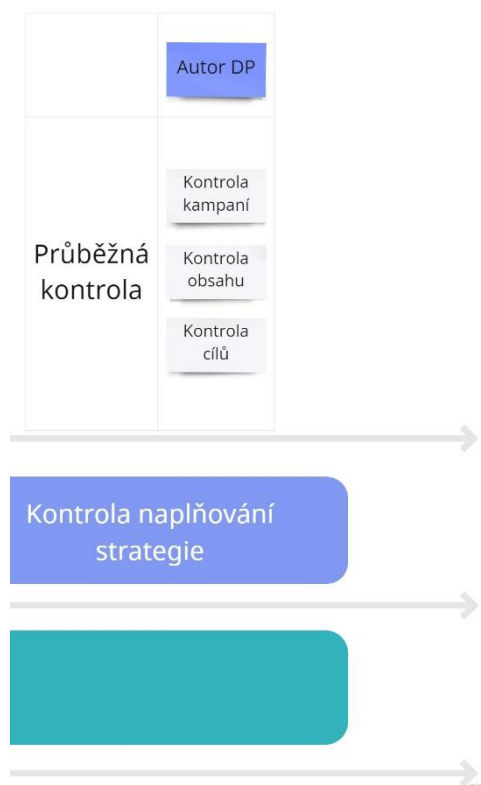 Autor DP
Kontrola
kampaní
Průběžná
kontrola
Kontrola
obsahu
Kontrola
cílů
Kontrola naplňování
strategie